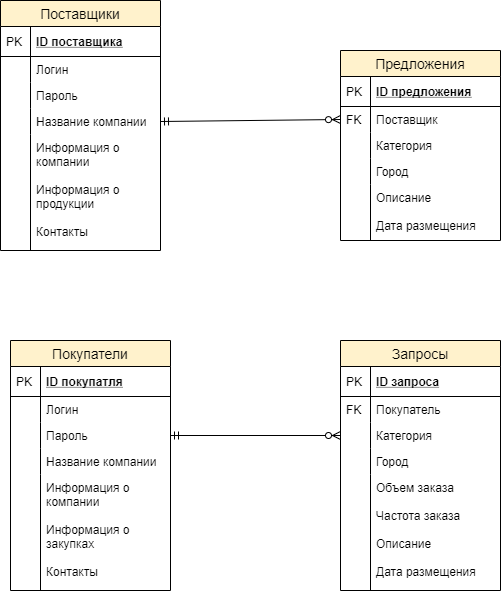 Поставщики
PK ID поставщика
Логин
Пароль
Название компании
Информация о
компании
Информация о
продукции
Контакты
Предложения
PK ID предложения
FK Поставщик
Категория
Город
Описание
Дата размещения
Покупатели
PK ID покупатля
Логин
Пароль
Название компании
Информация о
компании
Информация о
закупках
Контакты
Запросы
PK ID запроса
FK Покупатель
Категория
Город
Объем заказа
Частота заказа
Описание
Дата размещения